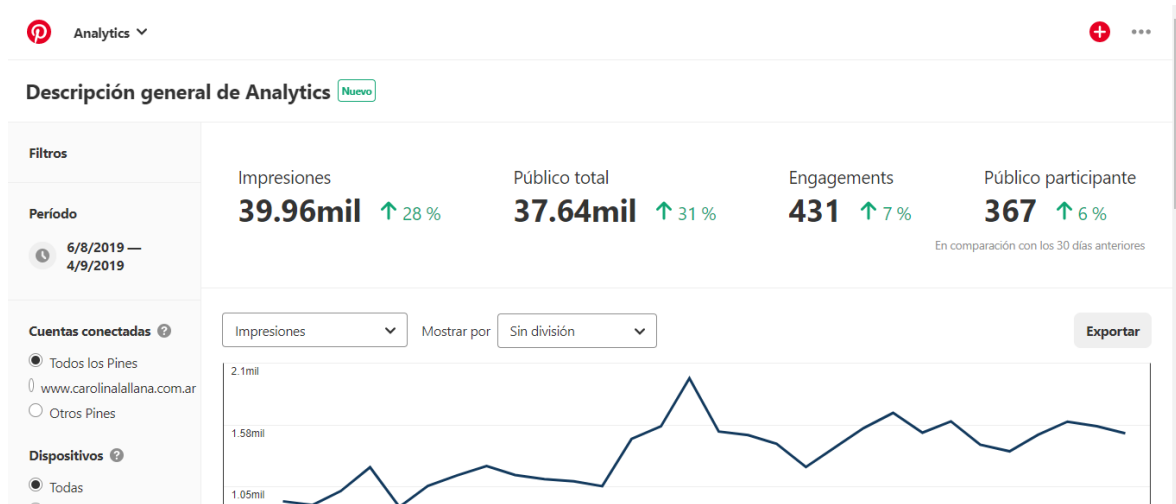 Analytics
Descripción general de Analytics Nuevo
Filtros
Período
6/8/2019 —
4/9/2019
Cuentas conectadas ?
Todos los Pines
www.carolinalallana.com.ar
Otros Pines
Dispositivos ?
Todas
Impresiones
39.96mil 28 %
Público total
37.64mil 31 %
Engagements
431 7 %
Público participante
367 6 %
En comparación con los 30 días anteriores
Impresiones Mostrar por Sin división Exportar
2.1mil
1.58mil
1.05mil